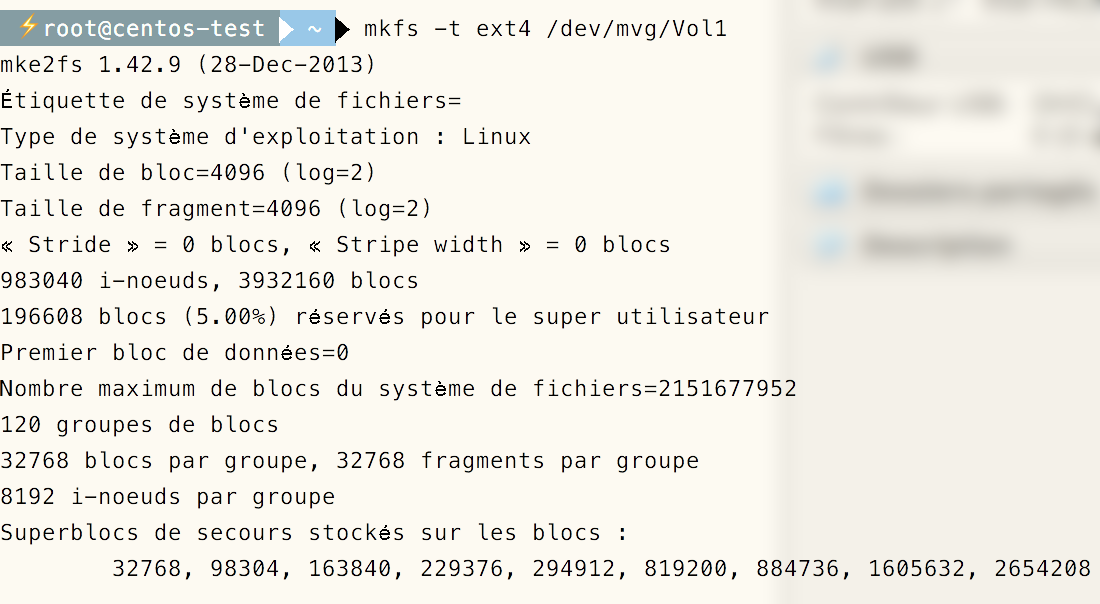 ⚡root@centos-test ~ mkfs -t ext4 /dev/mvg/Vol1
mke2fs 1.42.9 (28-Dec-2013)
Étiquette de système de fichiers=
Type de système d'exploitation : Linux
Taille de bloc=4096 (log=2)
Taille de fragment=4096 (log=2)
« Stride » = 0 blocs, « Stripe width » = 0 blocs
983040 i-noeuds, 3932160 blocs
196608 blocs (5.00%) réservés pour le super utilisateur
Premier bloc de données=0
Nombre maximum de blocs du système de fichiers=2151677952
120 groupes de blocs
32768 blocs par groupe, 32768 fragments par groupe
8192 i-noeuds par groupe
Superblocs de secours stockés sur les blocs :
32768, 98304, 163840, 229376, 294912, 819200, 884736, 1605632, 2654208